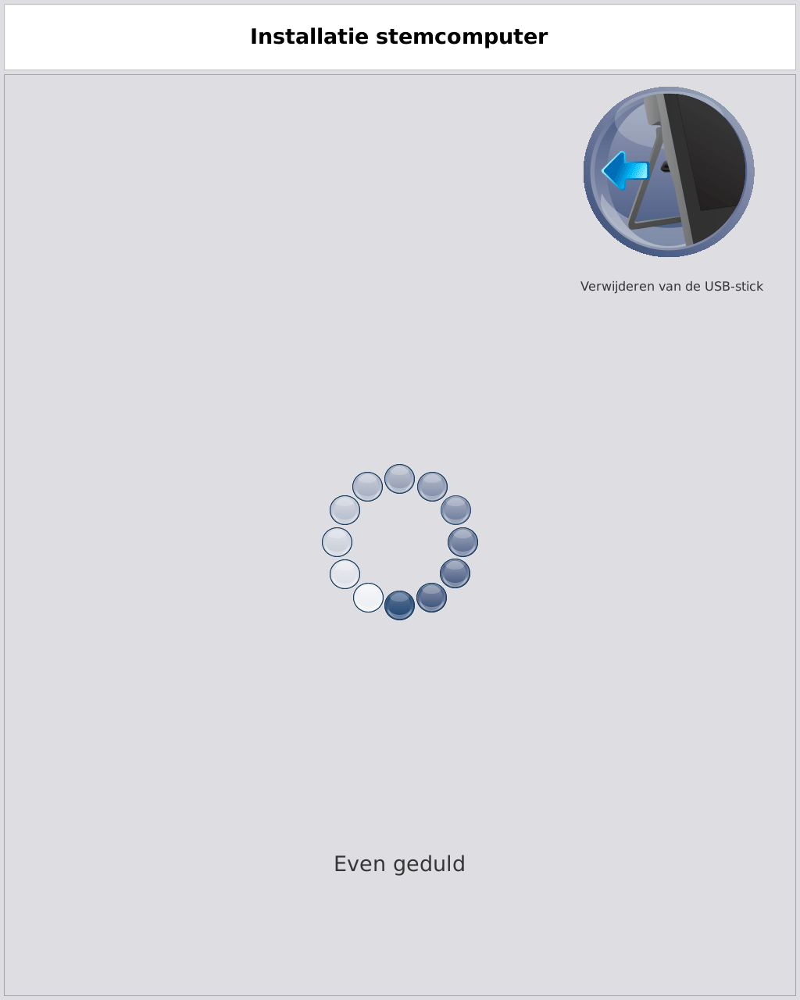 Installatie stemcomputer
Verwijderen van de USB-stick
Even geduld